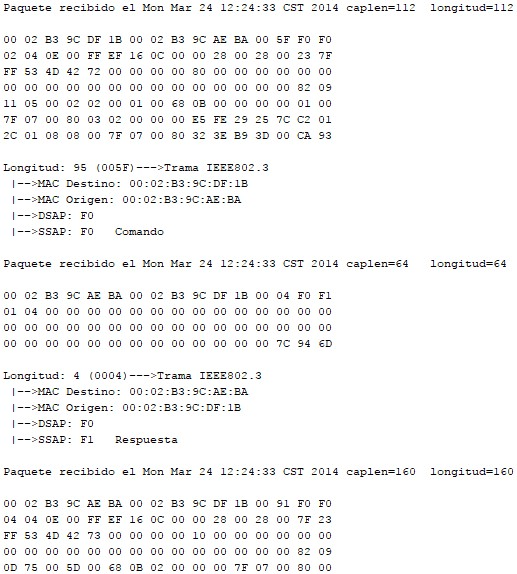 Paquete recibido el Mon Mar 24 12:24:33 CST 2014 caplen=112 longitud=112
00 02 B3 9C DF 1B 00 02 B3 9C AE BA 00 5F F0 F0
02 04 0E 00 FF EF 16 0C 00 00 28 00 28 00 23 7F
FF 53 4D 42 72 00 00 00 00 80 00 00 00 00 00 00
00 00 00 00 00 00 00 00 00 00 00 00 00 00 82 09
11 05 00 02 02 00 01 00 68 0B 00 00 00 00 01 00
7F 07 00 80 03 02 00 00 00 E5 FE 29 25 7C C2 01
2C 01 08 08 00 7F 07 00 80 32 3E B9 3D 00 CA 93
Longitud: 95 (005F)--->Trama IEEE802.3
|-->MAC Destino: 00:02:B3:9C:DF:1B
|-->MAC Origen: 00:02:B3:9C:AE:BA
|-->DSAP: F0
|-->SSAP: F0 Comando
Paquete recibido el Mon Mar 24 12:24:33 CST 2014 caplen=64 longitud=64
00 02 B3 9C AE BA 00 02 B3 9C DF 1B 00 04 F0 F1
01 04 00 00 00 00 00 00 00 00 00 00 00 00 00 00
00 00 00 00 00 00 00 00 00 00 00 00 00 00 00 00
00 00 00 00 00 00 00 00 00 00 00 00 00 7C 94 6D
Longitud: 4 (0004)--->Trama IEEE802.3
|-->MAC Destino: 00:02:B3:9C:AE:BA
|-->MAC Origen: 00:02:B3:9C:DF:1B
|-->DSAP: F0
|-->SSAP: F1 Respuesta
Paquete recibido el Mon Mar 24 12:24:33 CST 2014 caplen=160 longitud=160
00 02 B3 9C AE BA 00 02 B3 9C DF 1B 00 91 F0 F0
04 04 0E 00 FF EF 16 0C 00 00 28 00 28 00 7F 23
FF 53 4D 42 73 00 00 00 00 10 00 00 00 00 00 00
00 00 00 00 00 00 00 00 00 00 00 00 00 00 82 09
0D 75 00 5D 00 68 0B 02 00 00 00 7F 07 00 80 00